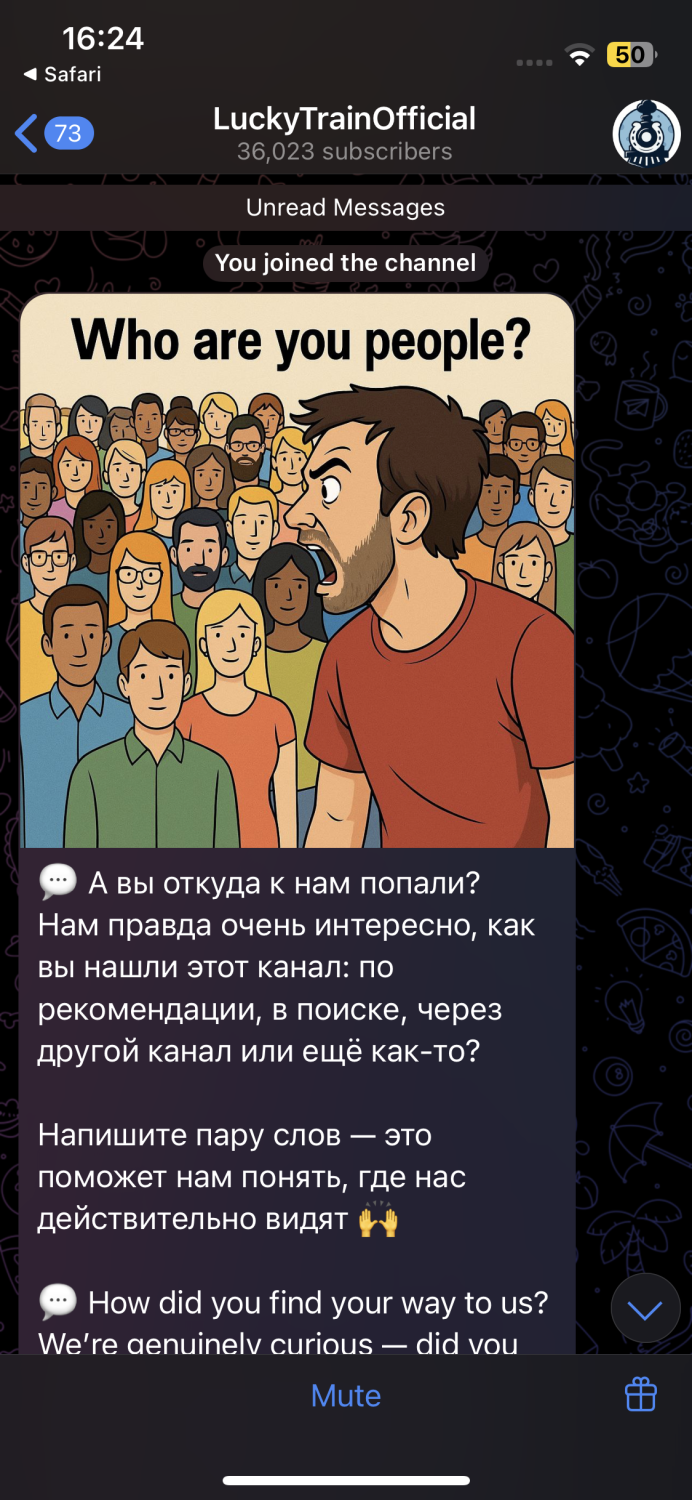 16:24
50
◀ Safari
73
LuckyTrainOfficial
36,023 subscribers
Unread Messages
You joined the channel
Who are you people?
💬 А вы откуда к нам попали?
Нам правда очень интересно, как
вы нашли этот канал: по
рекомендации, в поиске, через
другой канал или ещё как-то?
Напишите пару слов — это
поможет нам понять, где нас
действительно видят 🙌
💬 How did you find your way to us?
We’re genuinely curious — did you
Mute